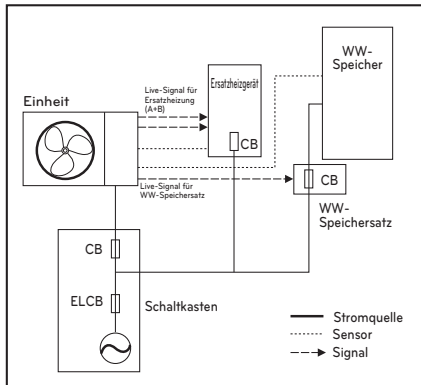 WW-
Speicher
Ersatzheizgerät
Live-Signal für
Ersatzheizung
(A+B)
Einheit
CB
Live-Signal für
WW-Speichersatz
CB
WW-
Speichersatz
CB
ELCB
Schaltkasten
Stromquelle
Sensor
Signal